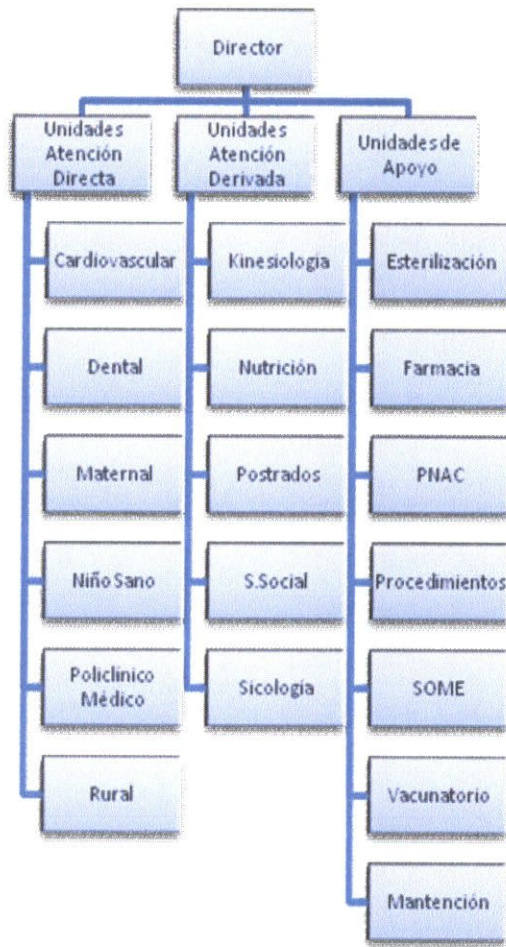 Director
Unidades
Atención
Directa
Cardiovascular
Dental
Maternal
Niño Sano
Policlínico
Médico
Rural
Unidades
Atención
Derivada
Kinesiología
Nutrición
Postrados
S.Social
Sicología
Unidades de
Apoyo
Esterilización
Farmacia
PNAC
Procedimientos
SOME
Vacunatorio
Mantención